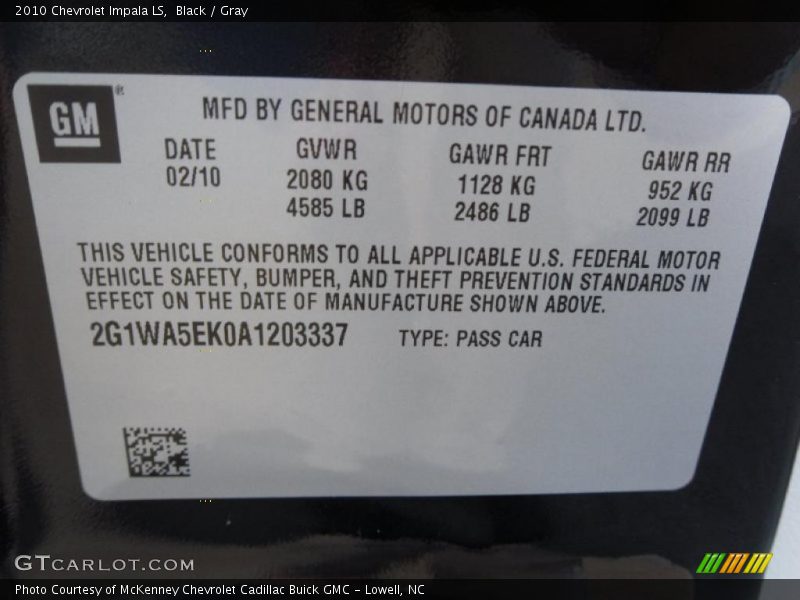 2010 Chevrolet Impala LS, Black / Gray
GM®
MFD BY GENERAL MOTORS OF CANADA LTD.
DATE GVWR GAWR FRT GAWR RR
02/10 2080 KG 1128 KG 952 KG
4585 LB 2486 LB 2099 LB
THIS VEHICLE CONFORMS TO ALL APPLICABLE U.S. FEDERAL MOTOR
VEHICLE SAFETY, BUMPER, AND THEFT PREVENTION STANDARDS IN
EFFECT ON THE DATE OF MANUFACTURE SHOWN ABOVE.
2G1WA5EK0A1203337 TYPE: PASS CAR
GTCARLOT.COM
Photo Courtesy of McKenney Chevrolet Cadillac Buick GMC - Lowell, NC